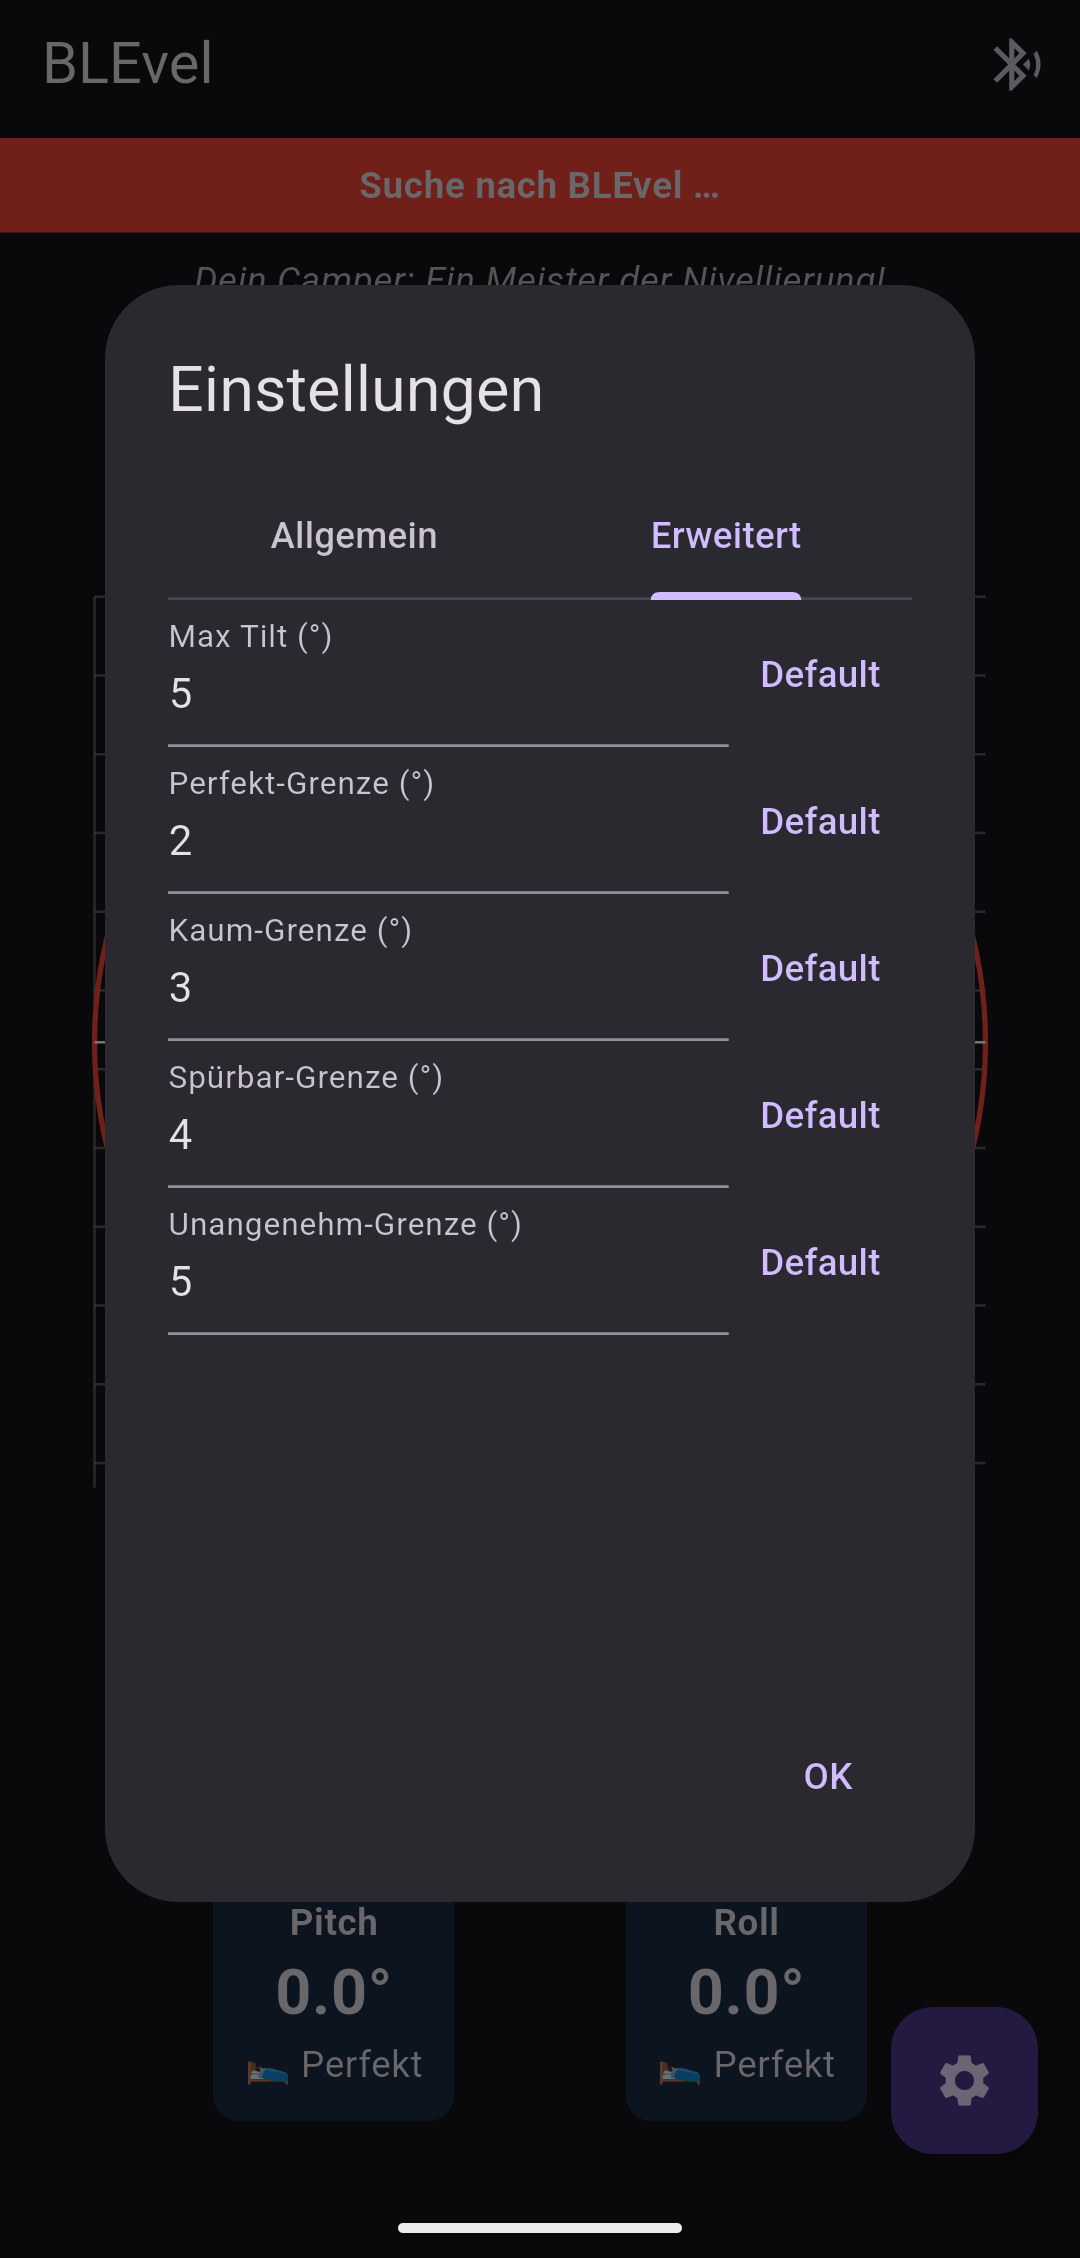 BLEvel
Suche nach BLEvel ...
Dein Camper: Ein Meister der Nivellierung!
Einstellungen
Allgemein
Erweitert
Max Tilt (°)
5
Default
Perfekt-Grenze (°)
2
Default
Kaum-Grenze (°)
3
Default
Spürbar-Grenze (°)
4
Default
Unangenehm-Grenze (°)
5
Default
OK
Pitch
0.0°
Perfekt
Roll
0.0°
Perfekt